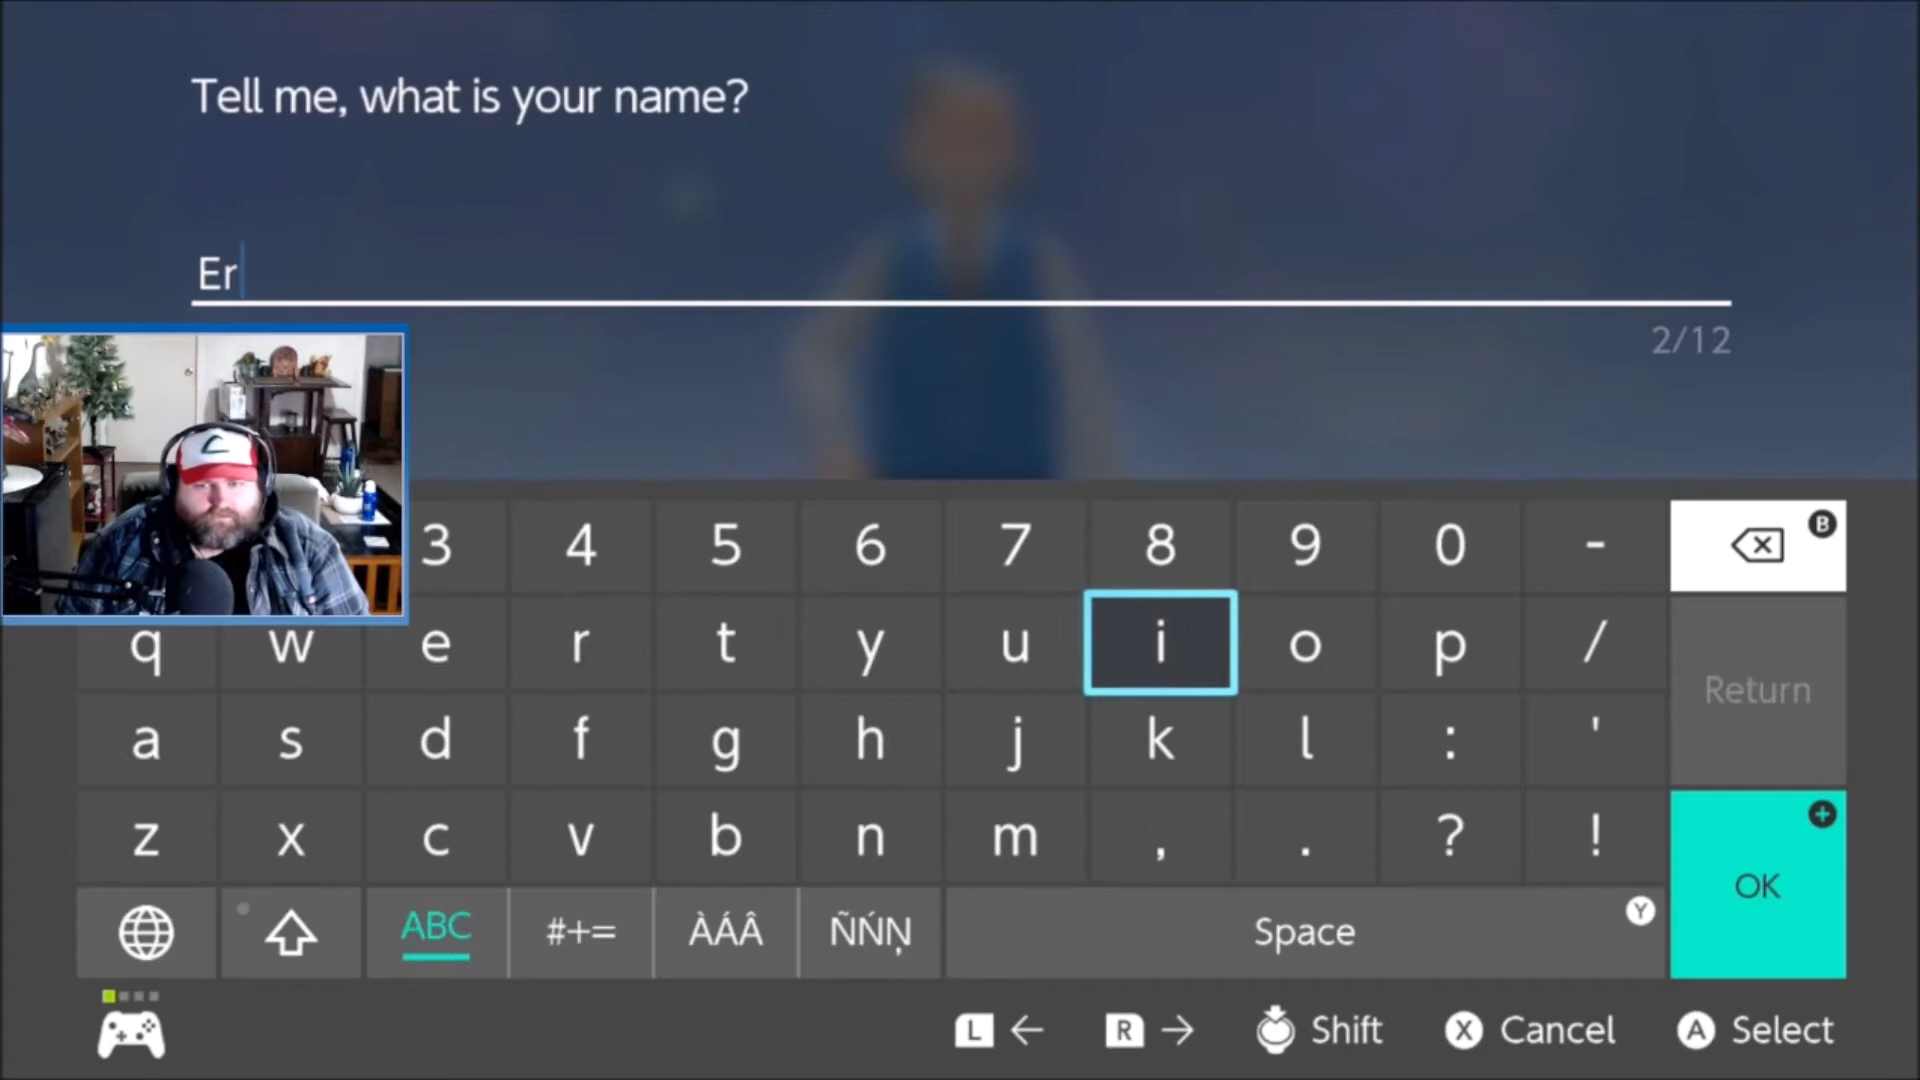 Tell me, what is your name?
Er
2/12
3 4 5 6 7 8 9 0 - B
q w e r t y u i o p / Return
a s d f g h j k l : '
z x c v b n m , . ? ! +
OK
ABC #+= ÀÁÂ ÑŃŅ Space Y
L ← R → Shift X Cancel A Select